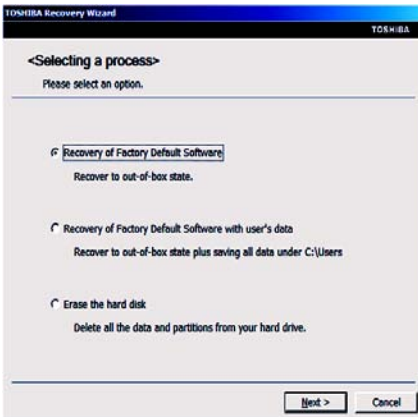 TOSHIBA Recovery Wizard
TOSHIBA
<Selecting a process>
Please select an option.
Recovery of Factory Default Software
Recover to out-of-box state.
Recovery of Factory Default Software with user's data
Recover to out-of-box state plus saving all data under C:\Users
Erase the hard disk
Delete all the data and partitions from your hard drive.
Next >
Cancel